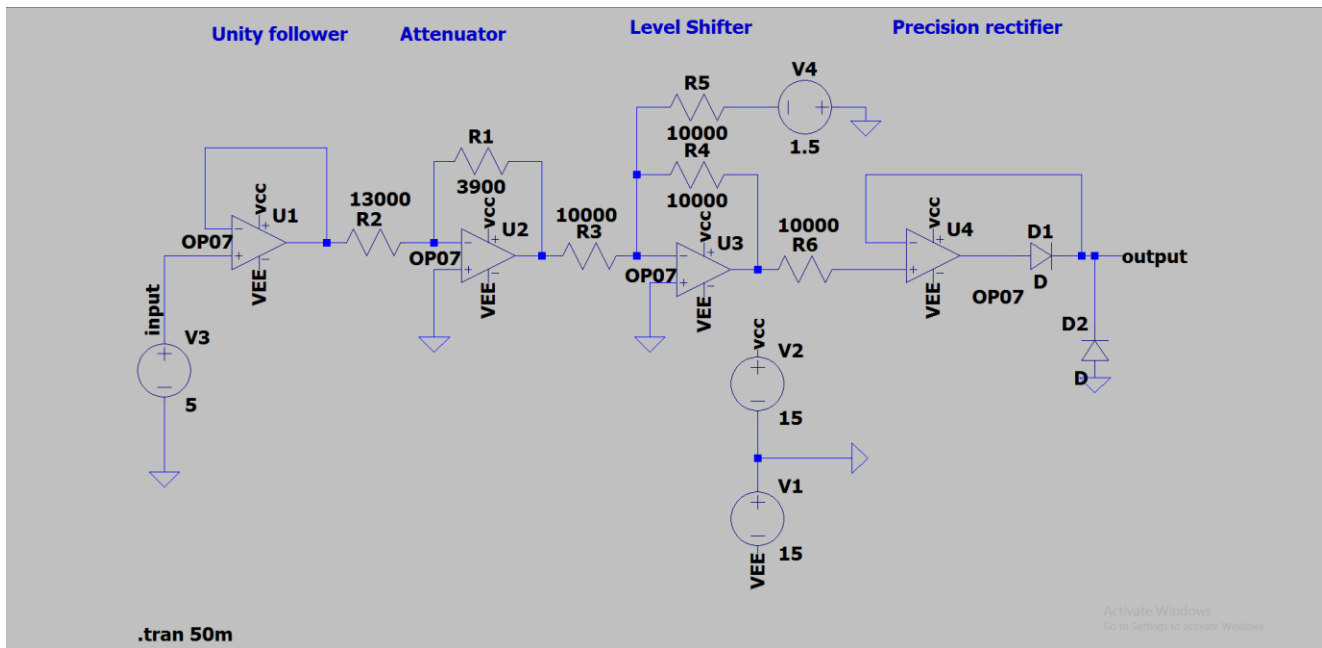 Unity follower
Attenuator
Level Shifter
Precision rectifier
V4
R5
10000
1.5
R1
R4
3900
10000
13000
R2
vcc
U1
OP07
VEE
vcc
U2
OP07
VEE
10000
R3
vcc
U3
OP07
VEE
10000
R6
vcc
U4
OP07
VEE
D1
D
output
D2
D
input
V3
5
vcc
V2
15
V1
15
VEE
.tran 50m
Activate Windows
Go to Settings to activate Windows.